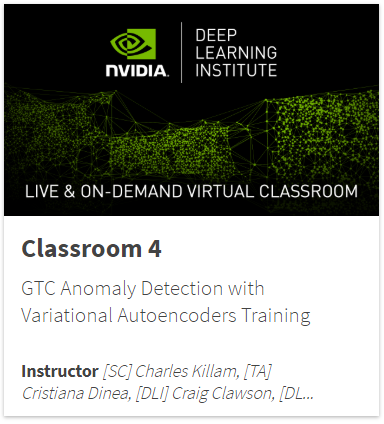 DEEP
LEARNING
INSTITUTE
NVIDIA.
LIVE & ON-DEMAND VIRTUAL CLASSROOM
Classroom 4
GTC Anomaly Detection with
Variational Autoencoders Training
Instructor [SC] Charles Killam, [TA]
Cristiana Dinea, [DLI] Craig Clawson, [DL...